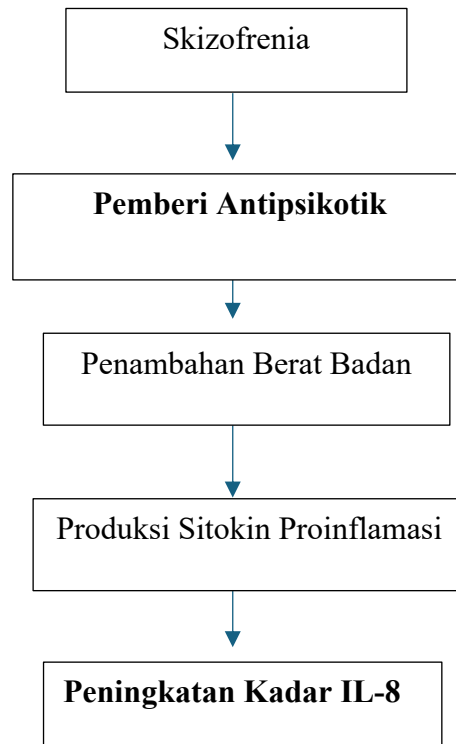 Skizofrenia
Pemberi Antipsikotik
Penambahan Berat Badan
Produksi Sitokin Proinflamasi
Peningkatan Kadar IL-8